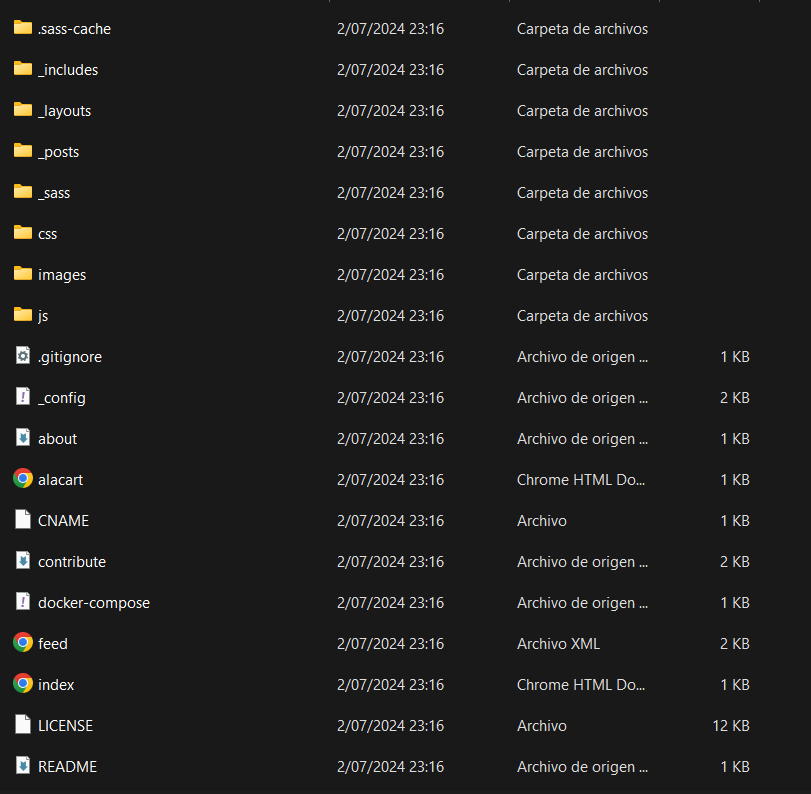 .sass-cache 2/07/2024 23:16 Carpeta de archivos
_includes 2/07/2024 23:16 Carpeta de archivos
_layouts 2/07/2024 23:16 Carpeta de archivos
_posts 2/07/2024 23:16 Carpeta de archivos
_sass 2/07/2024 23:16 Carpeta de archivos
css 2/07/2024 23:16 Carpeta de archivos
images 2/07/2024 23:16 Carpeta de archivos
js 2/07/2024 23:16 Carpeta de archivos
.gitignore 2/07/2024 23:16 Archivo de origen ... 1 KB
_config 2/07/2024 23:16 Archivo de origen ... 2 KB
about 2/07/2024 23:16 Archivo de origen ... 1 KB
alacart 2/07/2024 23:16 Chrome HTML Do... 1 KB
CNAME 2/07/2024 23:16 Archivo 1 KB
contribute 2/07/2024 23:16 Archivo de origen ... 2 KB
docker-compose 2/07/2024 23:16 Archivo de origen ... 1 KB
feed 2/07/2024 23:16 Archivo XML 2 KB
index 2/07/2024 23:16 Chrome HTML Do... 1 KB
LICENSE 2/07/2024 23:16 Archivo 12 KB
README 2/07/2024 23:16 Archivo de origen ... 1 KB